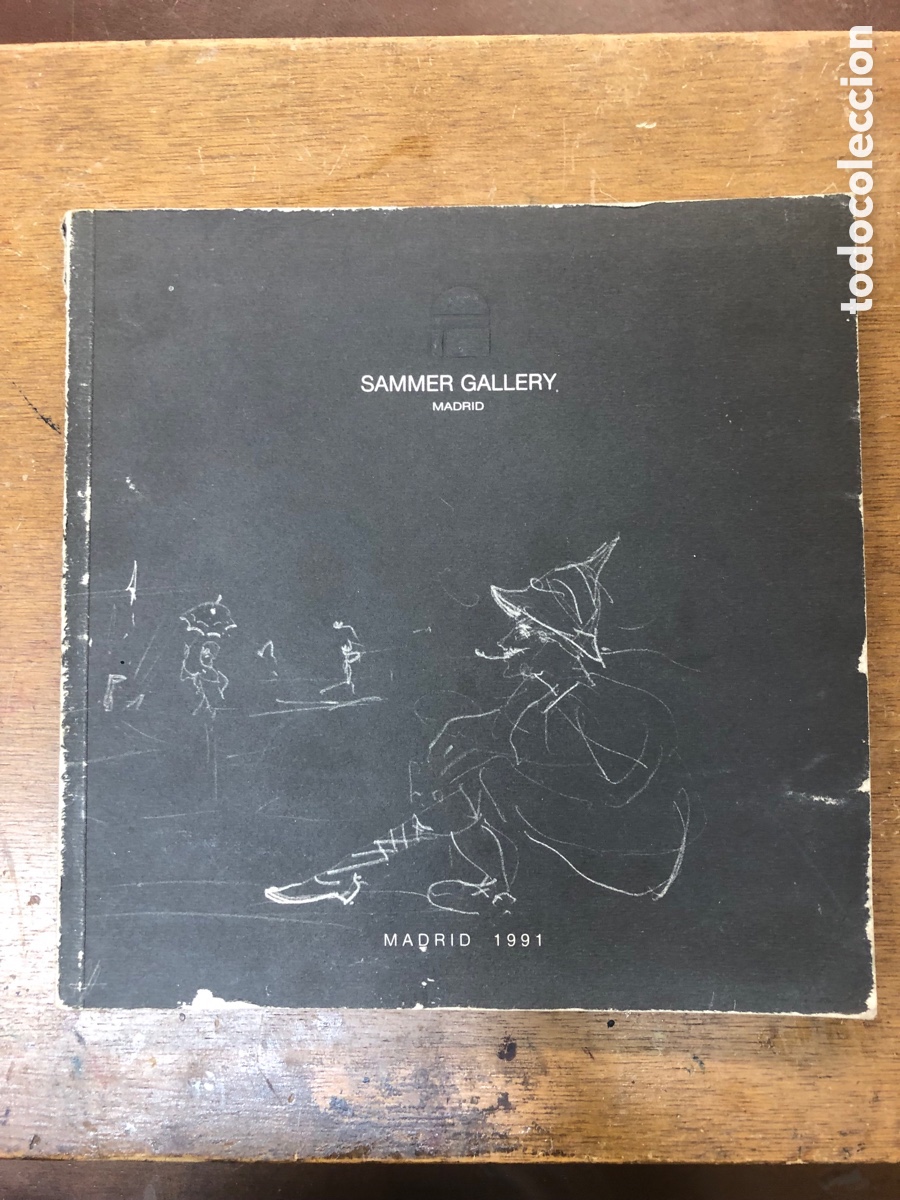 SAMMER GALLERY
MADRID
MADRID 1991
todocoleccion